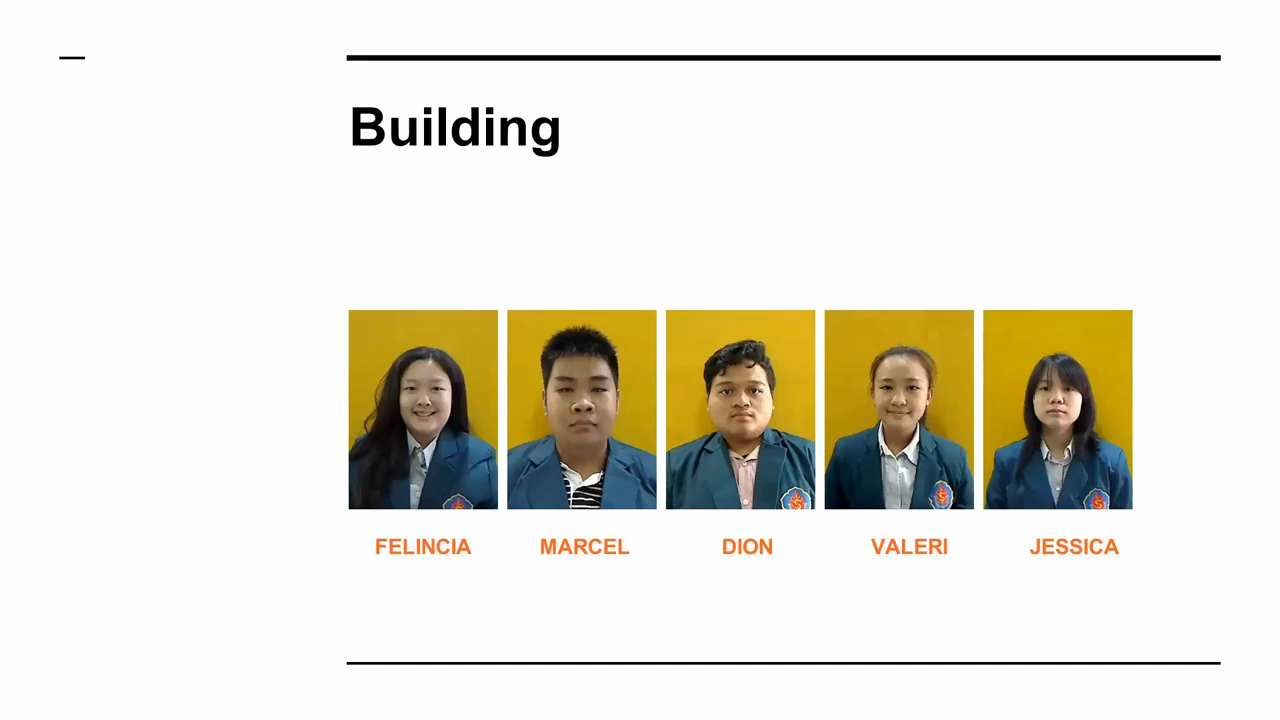 Building
FELINCIA
MARCEL
DION
VALERI
JESSICA